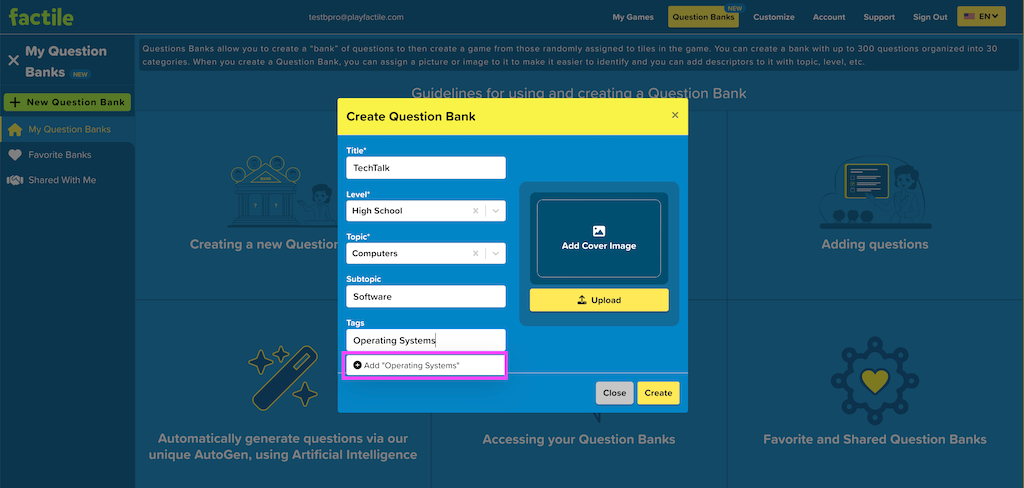 factile
testbpro@playfactile.com
My Games
Question Banks
NEW
Customize
Account
Support
Sign Out
EN
My Question
Banks NEW
New Question Bank
My Question Banks
Favorite Banks
Shared With Me
Questions Banks allow you to create a "bank" of questions to then create a game from those randomly assigned to tiles in the game. You can create a bank with up to 300 questions organized into 30
categories. When you create a Question Bank, you can assign a picture or image to it to make it easier to identify and you can add descriptors to it with topic, level, etc.
Guidelines for using and creating a Question Bank
Creating a new Question
Adding questions
Create Question Bank
Title*
TechTalk
Level*
High School
Topic*
Computers
Subtopic
Software
Tags
Operating Systems
Add "Operating Systems"
Add Cover Image
Upload
Close
Create
Automatically generate questions via our
unique AutoGen, using Artificial Intelligence
Accessing your Question Banks
Favorite and Shared Question Banks